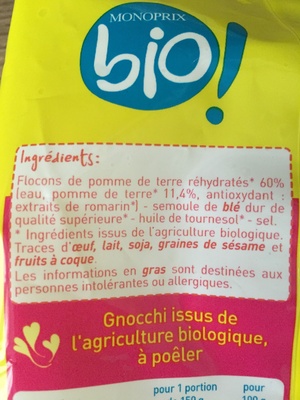 MONOPRIX
bio!
Ingrédients:
Flocons de pomme de terre réhydratés* 60%
[eau, pomme de terre* 11,4%, antioxydant :
extraits de romarin*] - semoule de blé dur de
qualité supérieure* - huile de tournesol* - sel.
* Ingrédients issus de l'agriculture biologique.
Traces d'œuf, lait, soja, graines de sésame et
fruits à coque.
Les informations en gras sont destinées aux
personnes intolérantes ou allergiques.
Gnocchi issus de
l'agriculture biologique,
à poêler
pour 1 portion pour
150 g 100 g